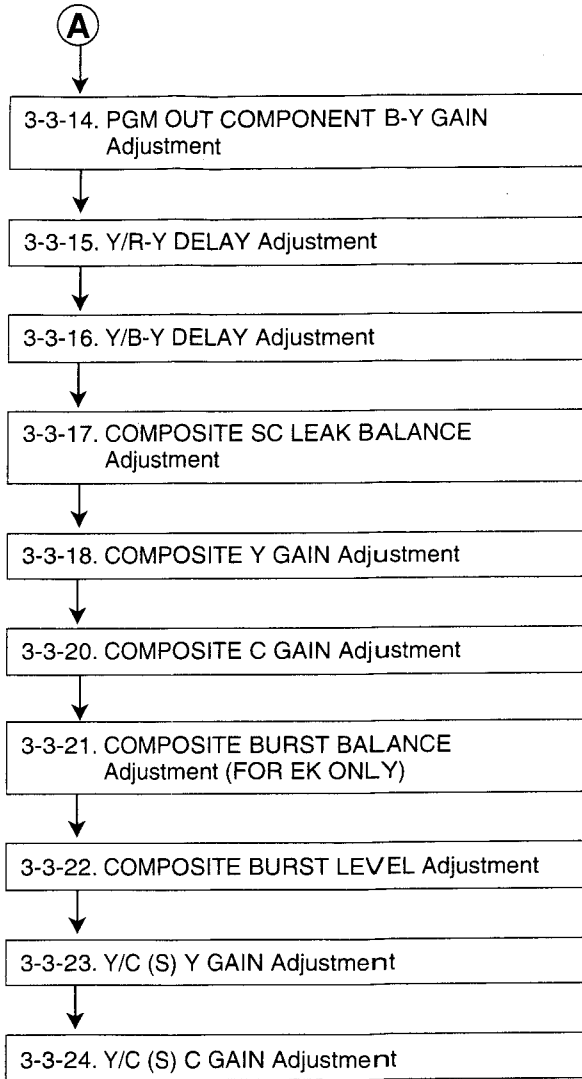 A
3-3-14. PGM OUT COMPONENT B-Y GAIN
Adjustment
3-3-15. Y/R-Y DELAY Adjustment
3-3-16. Y/B-Y DELAY Adjustment
3-3-17. COMPOSITE SC LEAK BALANCE
Adjustment
3-3-18. COMPOSITE Y GAIN Adjustment
3-3-20. COMPOSITE C GAIN Adjustment
3-3-21. COMPOSITE BURST BALANCE
Adjustment (FOR EK ONLY)
3-3-22. COMPOSITE BURST LEVEL Adjustment
3-3-23. Y/C (S) Y GAIN Adjustment
3-3-24. Y/C (S) C GAIN Adjustment